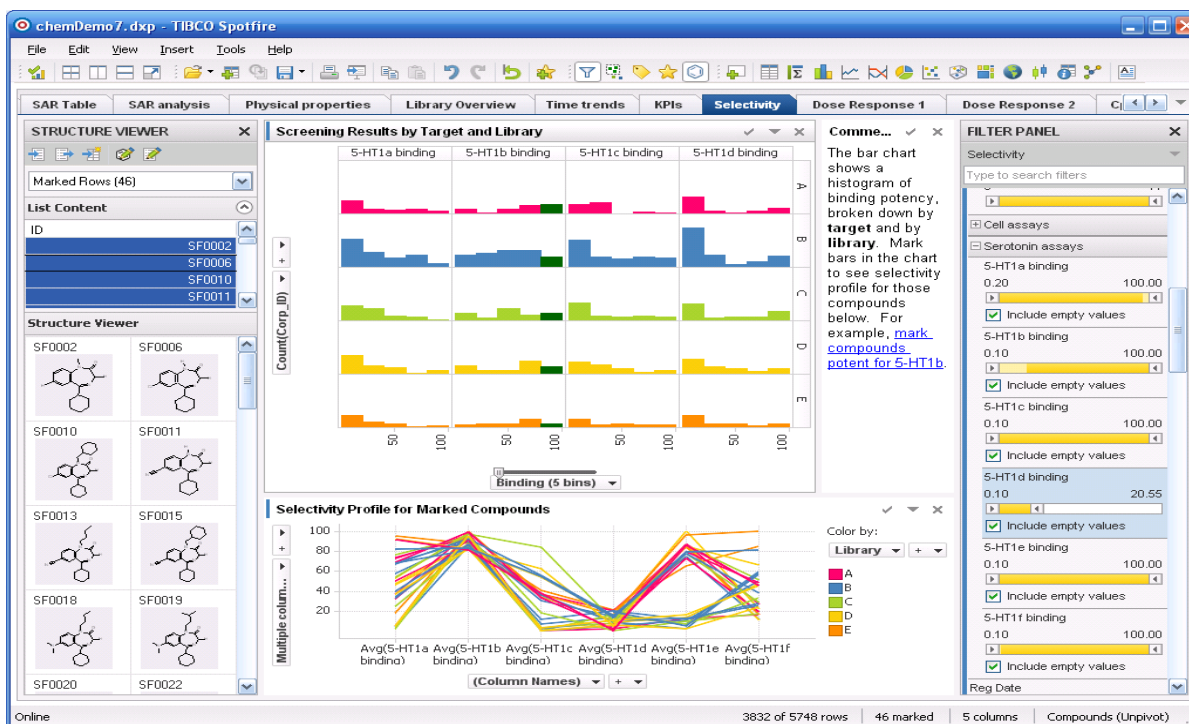 chemDemo7.dxp - TIBCO Spotfire
File Edit View Insert Tools Help
SAR Table SAR analysis Physical properties Library Overview Time trends KPIs Selectivity Dose Response 1 Dose Response 2
STRUCTURE VIEWER
Marked Rows (46)
List Content
ID
SF0002
SF0006
SF0010
SF0011
Structure Viewer
SF0002 SF0006
SF0010 SF0011
SF0013 SF0015
SF0018 SF0019
SF0020 SF0022
Screening Results by Target and Library
5-HT1a binding 5-HT1b binding 5-HT1c binding 5-HT1d binding
A
B
C
D
E
Count(Corp_ID)
50 100 50 100 50 100 50 100
Binding (5 bins)
Comme...
The bar chart
shows a
histogram of
binding potency,
broken down by
target and by
library. Mark
bars in the chart
to see selectivity
profile for those
compounds
below. For
example, mark
compounds
potent for 5-HT1b.
Selectivity Profile for Marked Compounds
100
80
60
40
20
Multiple colum...
Avg(5-HT1a Avg(5-HT1b Avg(5-HT1c Avg(5-HT1d Avg(5-HT1e Avg(5-HT1f
binding) binding) binding) binding) binding) binding)
(Column Names) +
Color by:
Library +
A
B
C
D
E
FILTER PANEL
Selectivity
Type to search filters
Cell assays
Serotonin assays
5-HT1a binding
0.20 100.00
Include empty values
5-HT1b binding
0.10 100.00
Include empty values
5-HT1c binding
0.10 100.00
Include empty values
5-HT1d binding
0.10 20.55
Include empty values
5-HT1e binding
0.10 100.00
Include empty values
5-HT1f binding
0.10 100.00
Include empty values
Reg Date
Online
3832 of 5748 rows 46 marked 5 columns Compounds (Unpivot)